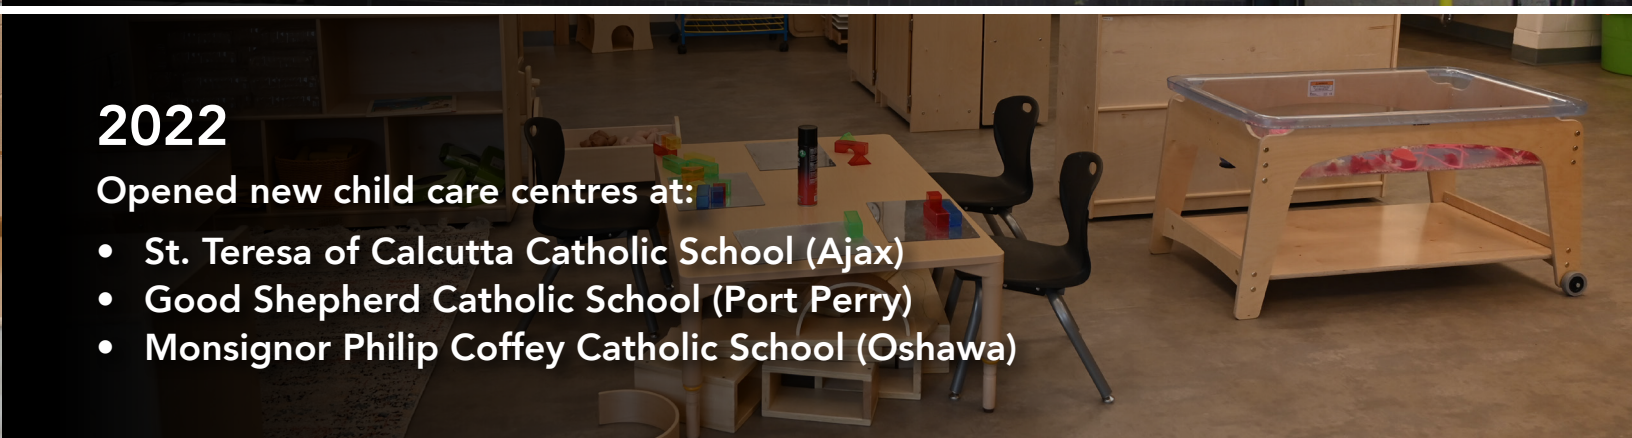 2022
Opened new child care centres at:
• St. Teresa of Calcutta Catholic School (Ajax)
• Good Shepherd Catholic School (Port Perry)
• Monsignor Philip Coffey Catholic School (Oshawa)